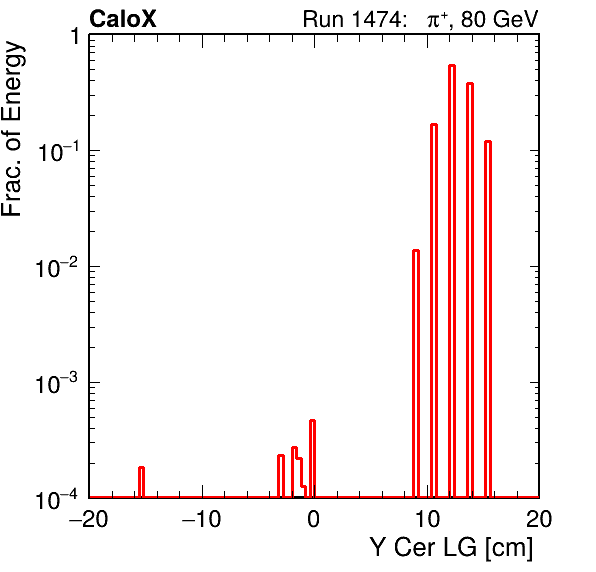 CaloX Run 1474: π⁺, 80 GeV
Frac. of Energy
1
10⁻¹
10⁻²
10⁻³
10⁻⁴
−20 −10 0 10 20
Y Cer LG [cm]